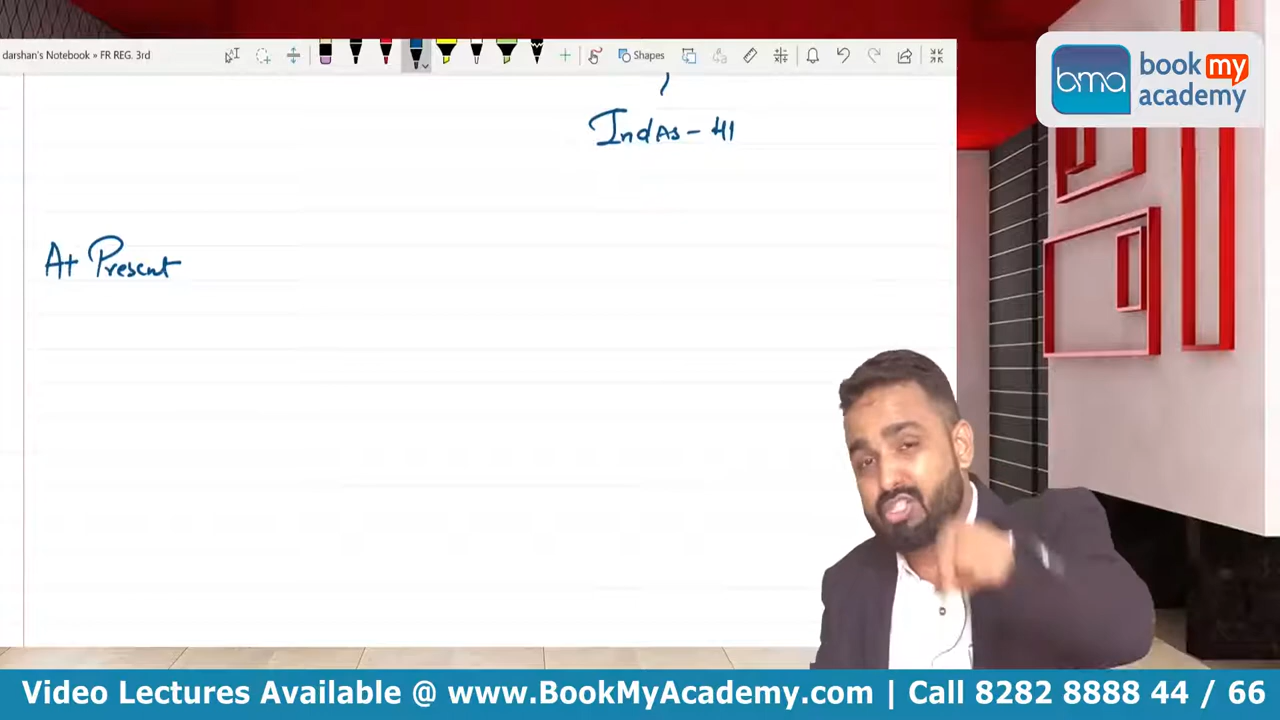 darshan's Notebook » FR REG. 3rd
Shapes
bma book my academy
IndAs - 41
At Present
Video Lectures Available @ www.BookMyAcademy.com | Call 8282 8888 44 / 66